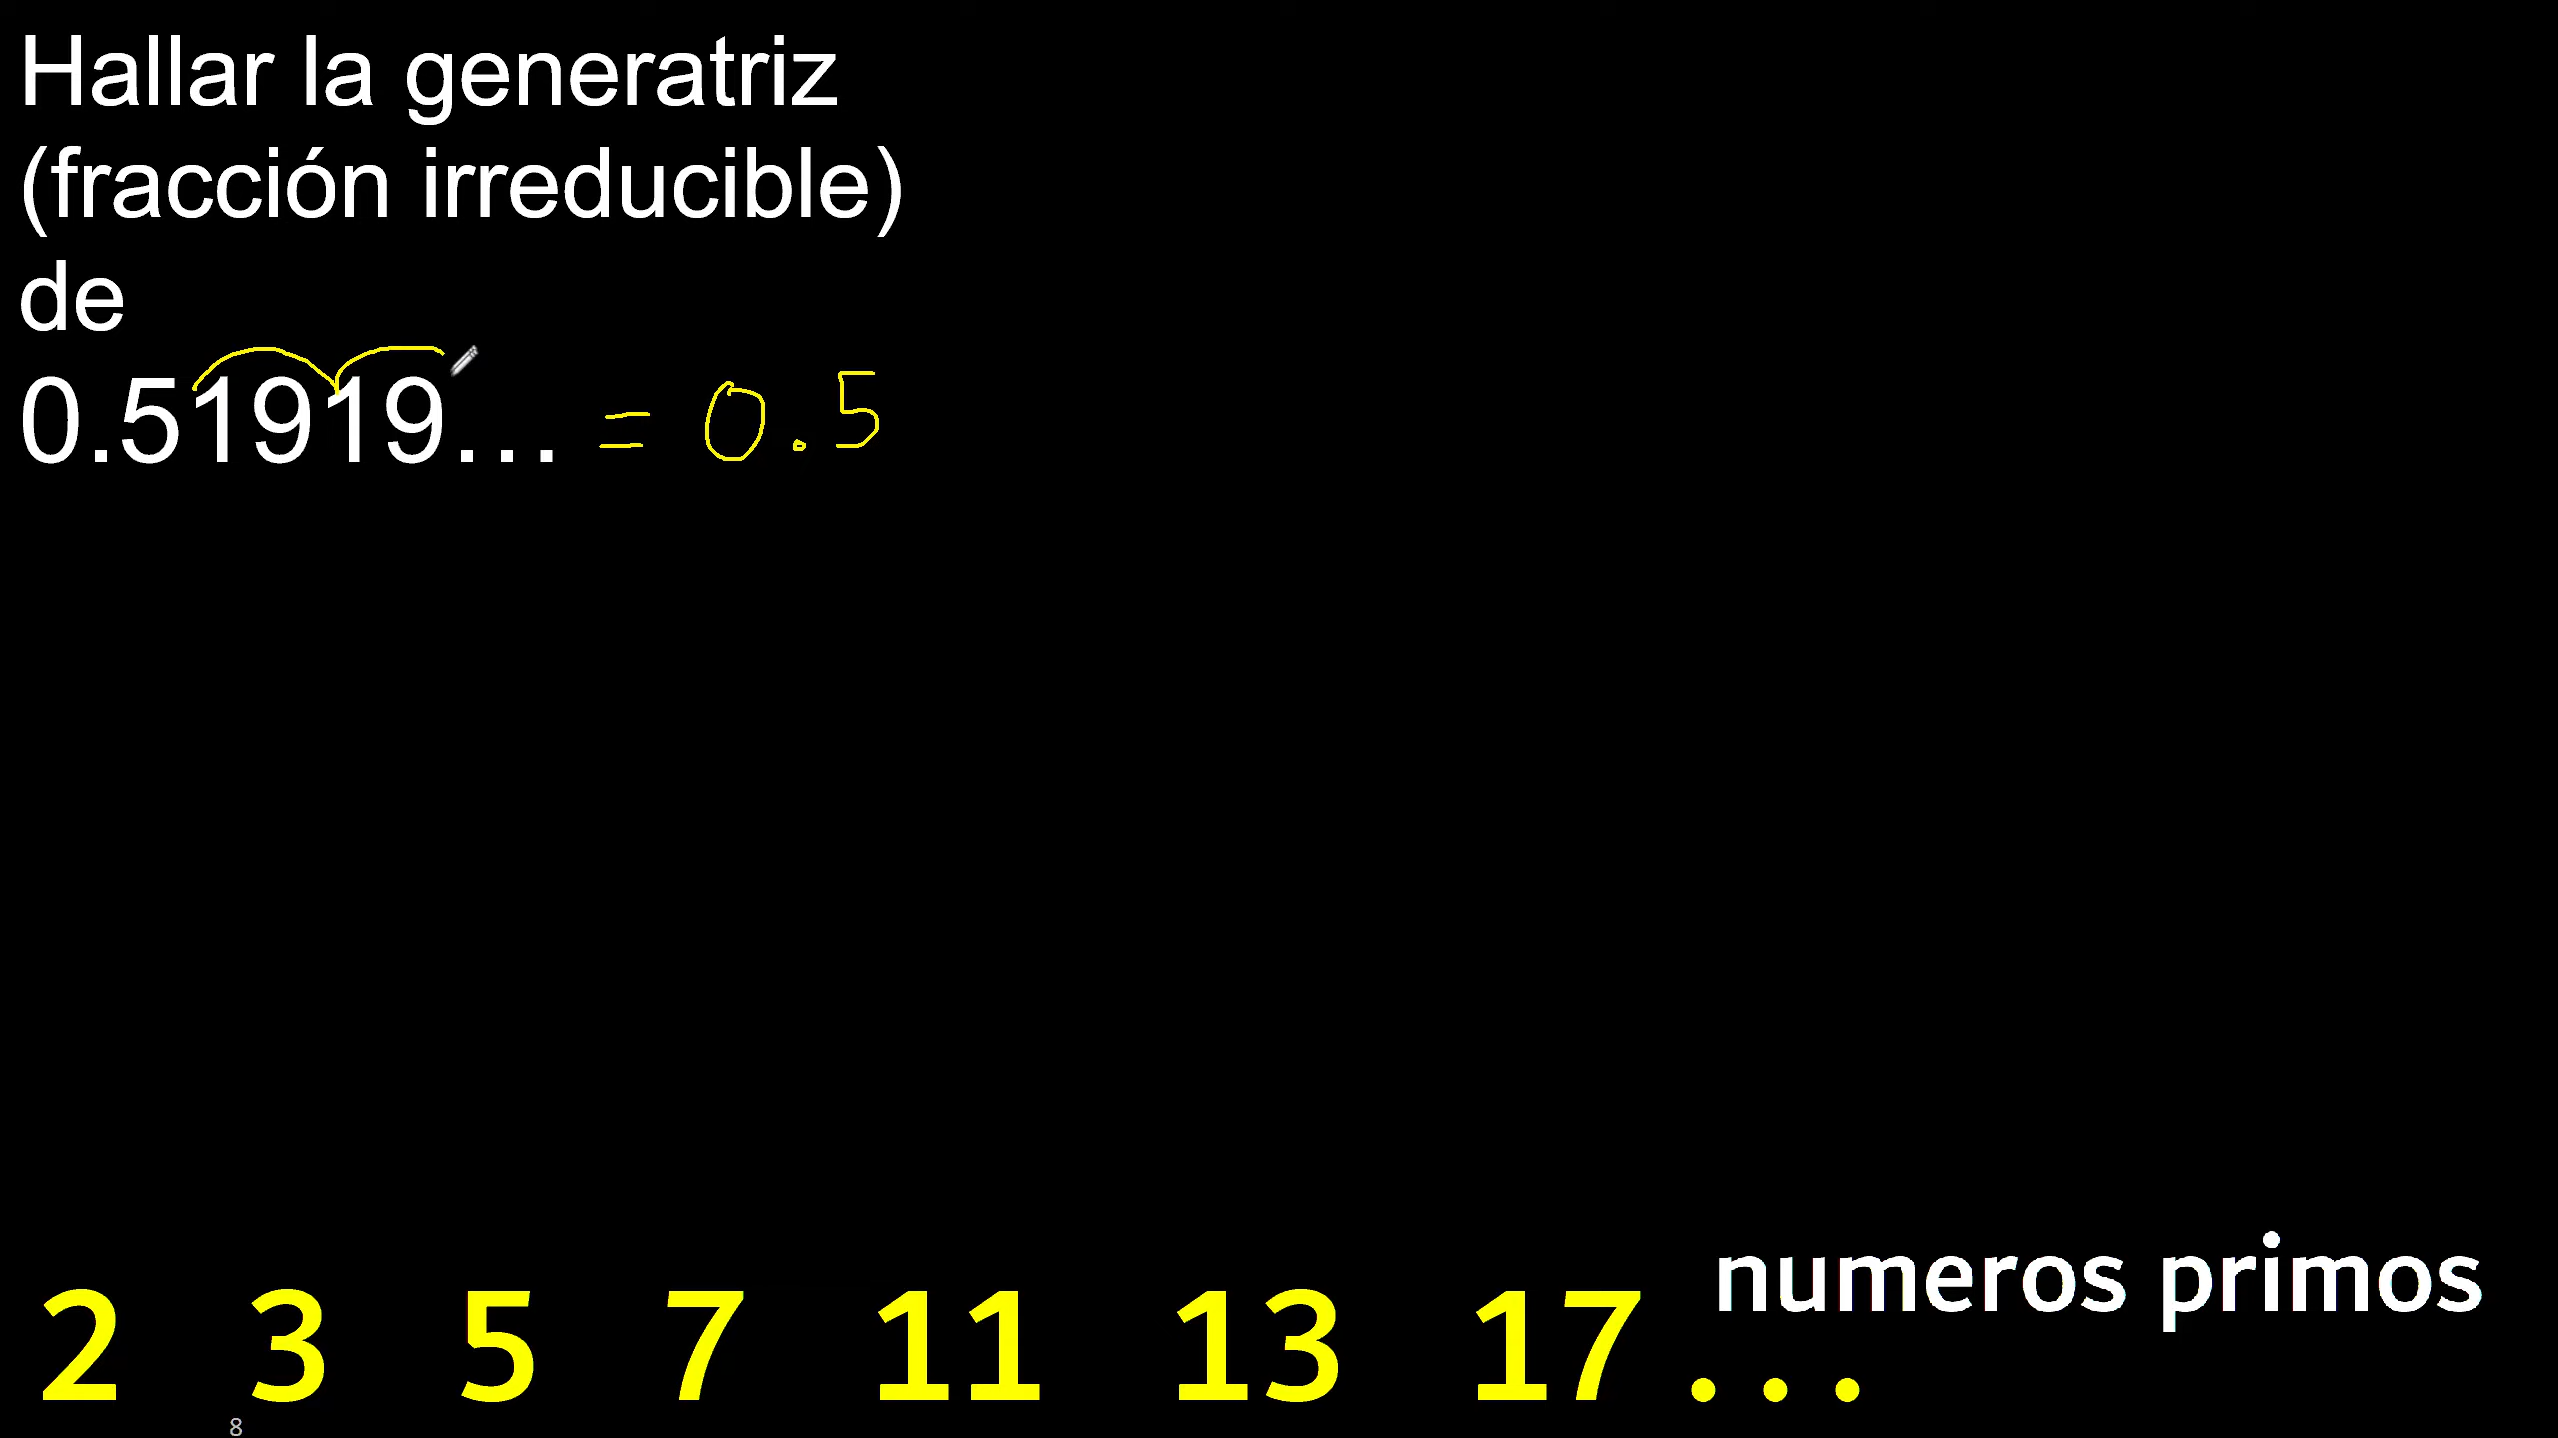 Hallar la generatriz
(fracción irreducible)
de
0.51919... = 0.5
numeros primos
2 3 5 7 11 13 17...
8